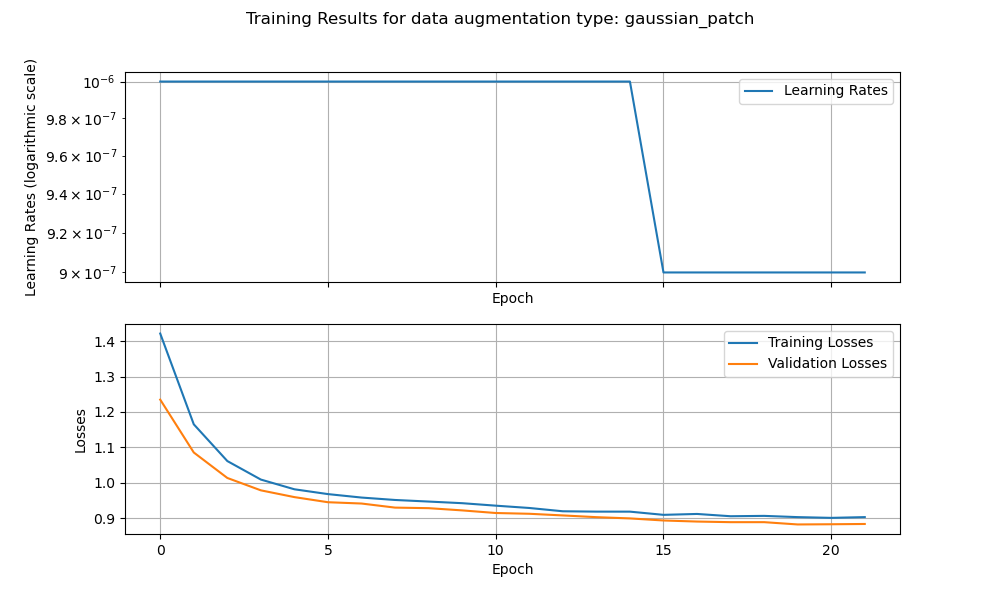 Training Results for data augmentation type: gaussian_patch
Learning Rates (logarithmic scale)
10⁻⁶
9.8 × 10⁻⁷
9.6 × 10⁻⁷
9.4 × 10⁻⁷
9.2 × 10⁻⁷
9 × 10⁻⁷
Learning Rates
Epoch
Losses
1.4
1.3
1.2
1.1
1.0
0.9
Training Losses
Validation Losses
0 5 10 15 20
Epoch